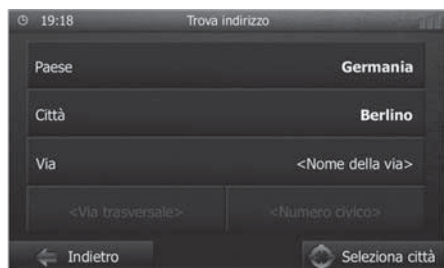 19:18 Trova indirizzo
Paese Germania
Città Berlino
Via <Nome della via>
<Via trasversale> <Numero civico>
Indietro Seleziona città